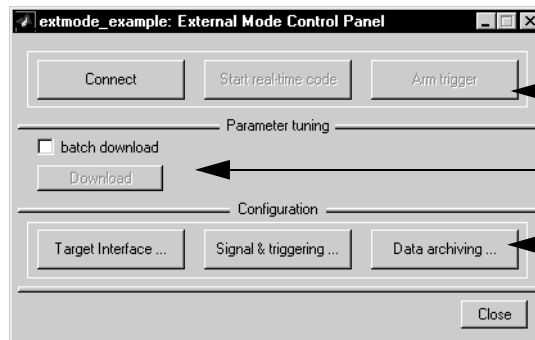 extmode_example: External Mode Control Panel
Connect Start real-time code Arm trigger
Parameter tuning
batch download
Download
Configuration
Target Interface ... Signal & triggering ... Data archiving ...
Close